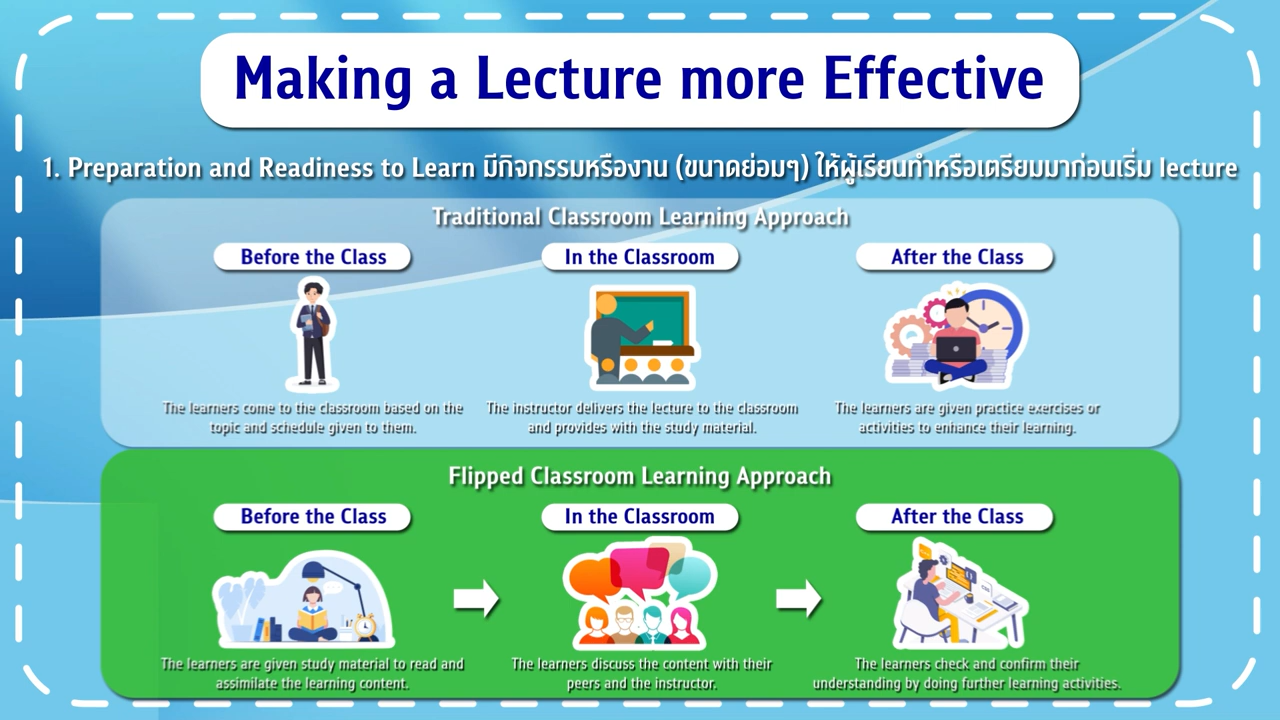 Making a Lecture more Effective
1. Preparation and Readiness to Learn มีกิจกรรมหรืองาน (ขนาดย่อมๆ) ให้ผู้เรียนทำหรือเตรียมมาก่อนเริ่ม lecture
Traditional Classroom Learning Approach
Before the Class
The learners come to the classroom based on the
topic and schedule given to them.
In the Classroom
The instructor delivers the lecture to the classroom
and provides with the study material.
After the Class
The learners are given practice exercises or
activities to enhance their learning.
Flipped Classroom Learning Approach
Before the Class
The learners are given study material to read and
assimilate the learning content.
In the Classroom
The learners discuss the content with their
peers and the instructor.
After the Class
The learners check and confirm their
understanding by doing further learning activities.